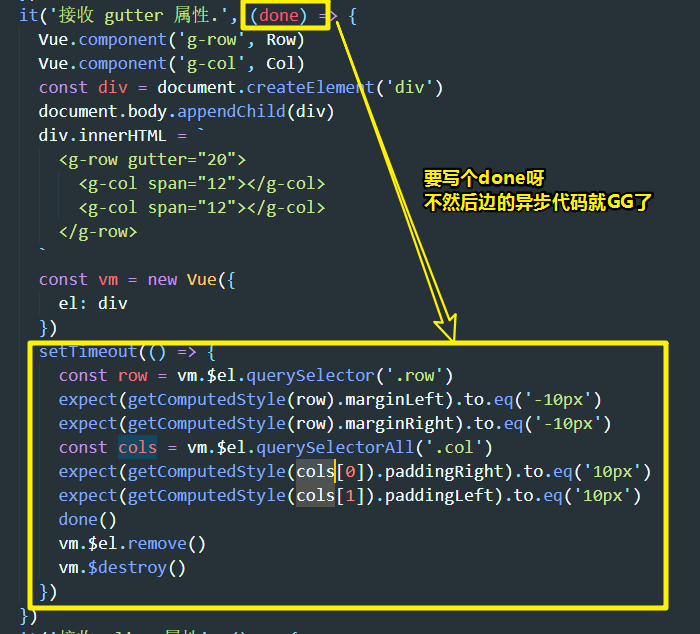 it('接收 gutter 属性.', (done) => {
Vue.component('g-row', Row)
Vue.component('g-col', Col)
const div = document.createElement('div')
document.body.appendChild(div)
div.innerHTML = `
<g-row gutter="20">
<g-col span="12"></g-col>
<g-col span="12"></g-col>
</g-row>
`
要写个done呀
不然后边的异步代码就GG了
const vm = new Vue({
el: div
})
setTimeout(() => {
const row = vm.$el.querySelector('.row')
expect(getComputedStyle(row).marginLeft).to.eq('-10px')
expect(getComputedStyle(row).marginRight).to.eq('-10px')
const cols = vm.$el.querySelectorAll('.col')
expect(getComputedStyle(cols[0]).paddingRight).to.eq('10px')
expect(getComputedStyle(cols[1]).paddingLeft).to.eq('10px')
done()
vm.$el.remove()
vm.$destroy()
})
})